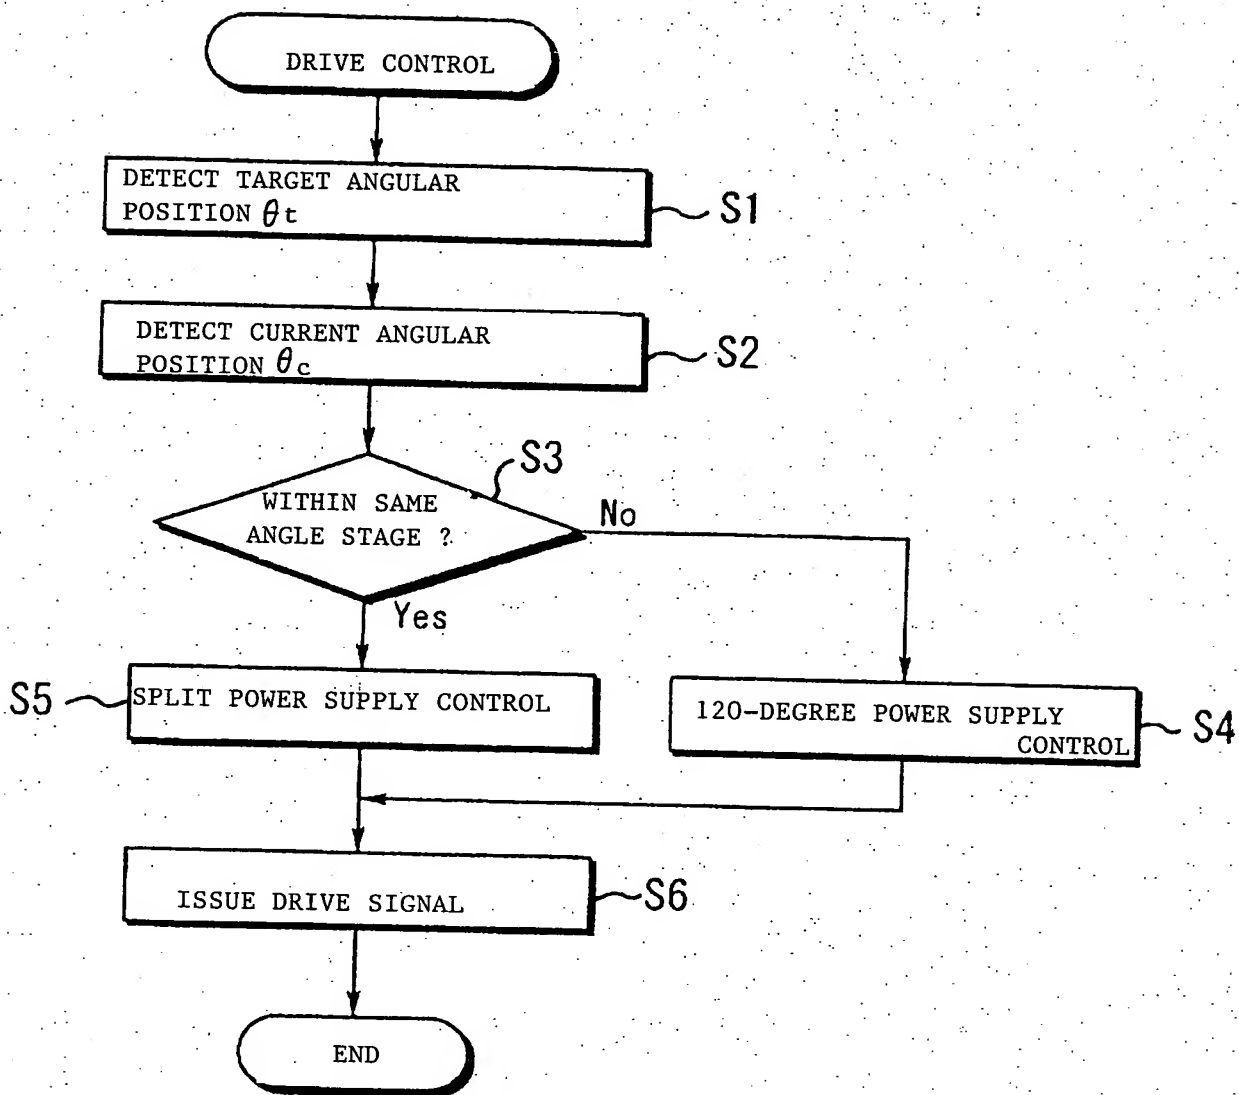 DRIVE CONTROL
DETECT TARGET ANGULAR
POSITION θt
S1
DETECT CURRENT ANGULAR
POSITION θc
S2
S3
WITHIN SAME
ANGLE STAGE ?
No
Yes
S5
SPLIT POWER SUPPLY CONTROL
120-DEGREE POWER SUPPLY
CONTROL
S4
ISSUE DRIVE SIGNAL
S6
END